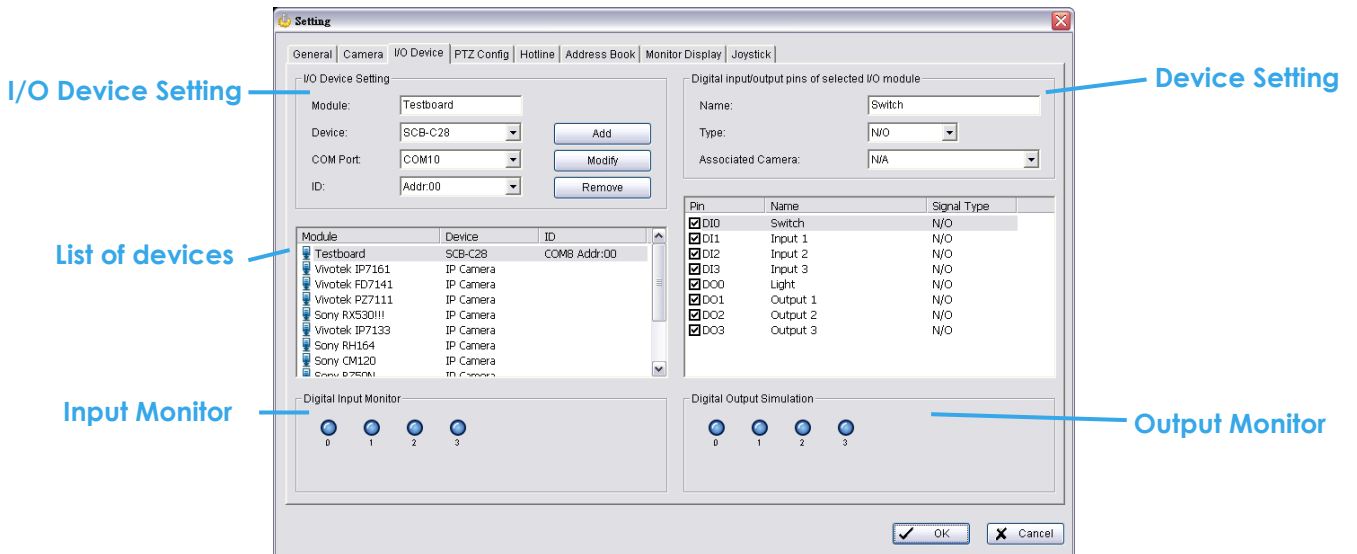 Setting
General Camera I/O Device PTZ Config Hotline Address Book Monitor Display Joystick
I/O Device Setting
I/O Device Setting
Module: Testboard
Device: SCB-C28 Add
COM Port: COM10 Modify
ID: Addr:00 Remove
Digital input/output pins of selected I/O module
Device Setting
Name: Switch
Type: N/O
Associated Camera: N/A
List of devices
Module Device ID
Testboard SCB-C28 COM8 Addr:00
Vivotek IP7161 IP Camera
Vivotek FD7141 IP Camera
Vivotek PZ7111 IP Camera
Sony RX530!!! IP Camera
Vivotek IP7133 IP Camera
Sony RH164 IP Camera
Sony CM120 IP Camera
Sony RZ50N IP Camera
Pin Name Signal Type
DI0 Switch N/O
DI1 Input 1 N/O
DI2 Input 2 N/O
DI3 Input 3 N/O
DO0 Light N/O
DO1 Output 1 N/O
DO2 Output 2 N/O
DO3 Output 3 N/O
Input Monitor
Digital Input Monitor
0 1 2 3
Digital Output Simulation
0 1 2 3
Output Monitor
OK Cancel